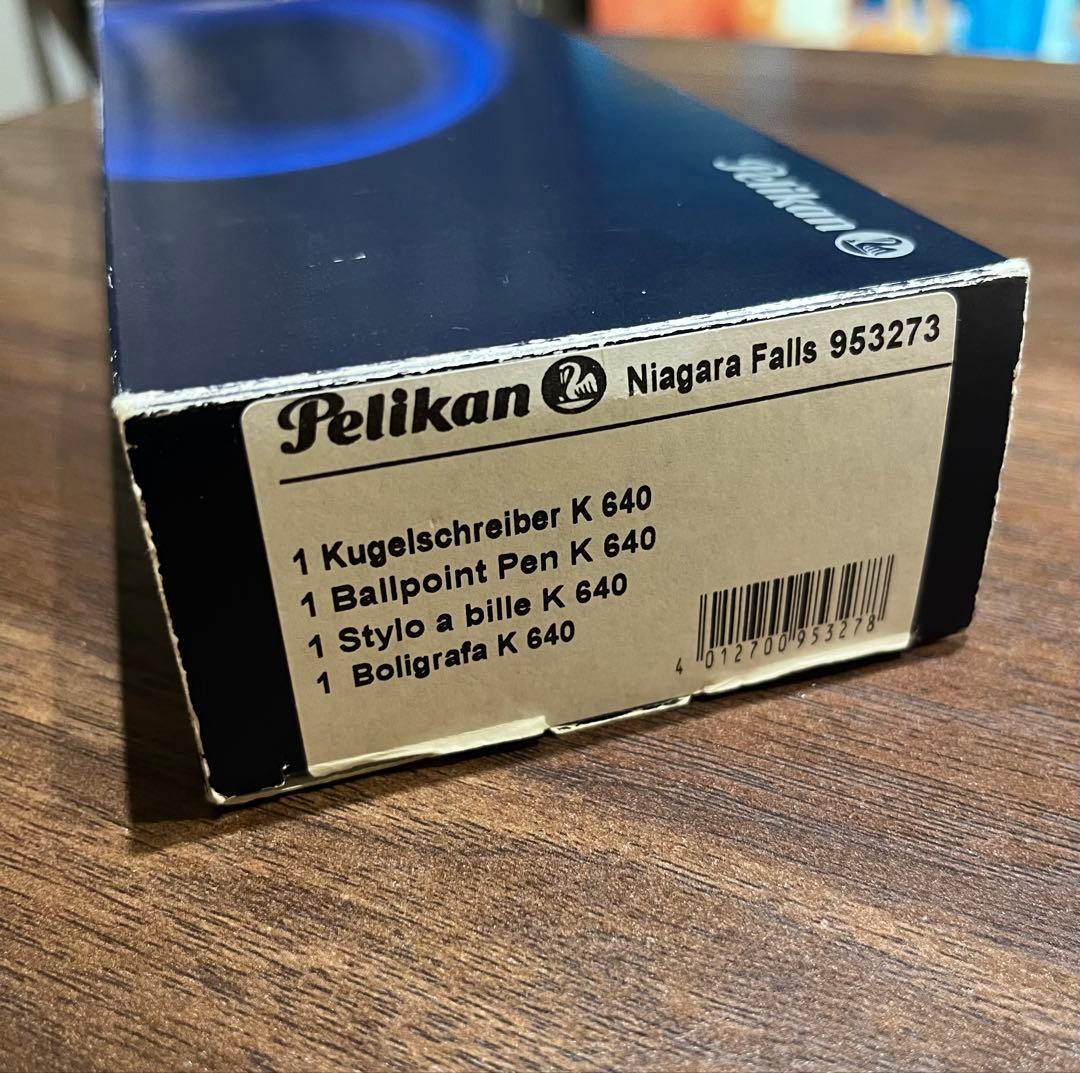 Pelikan
Pelikan Niagara Falls 953273
1 Kugelschreiber K 640
1 Ballpoint Pen K 640
1 Stylo a bille K 640
1 Boligrafa K 640
4 012700 953278